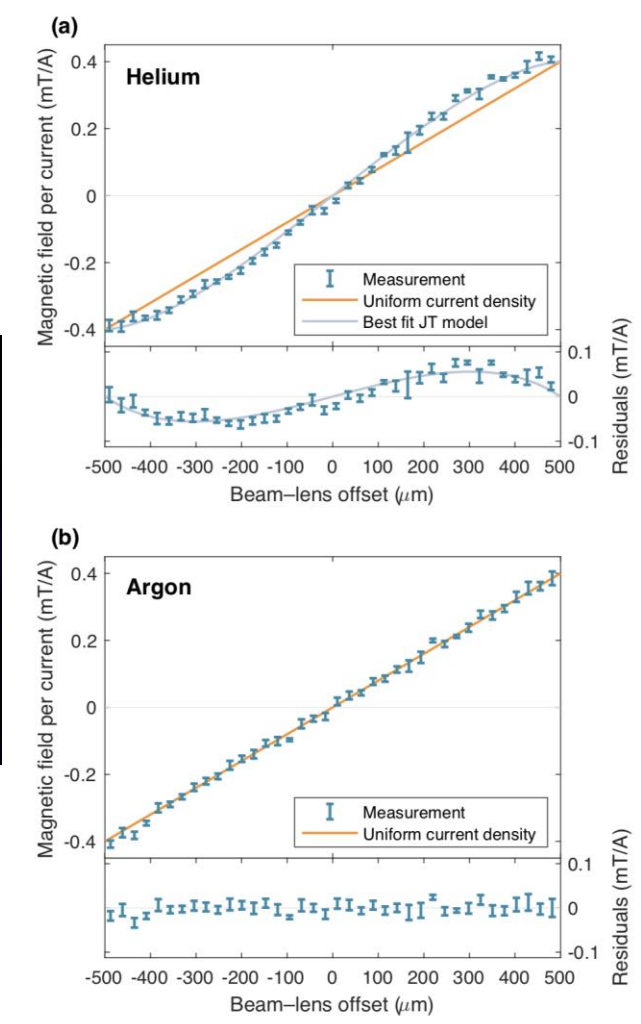 (a)
Helium
Magnetic field per current (mT/A)
0.4
0.2
0
-0.2
-0.4
Measurement
Uniform current density
Best fit JT model
Residuals (mT/A)
0.1
0
-0.1
-500 -400 -300 -200 -100 0 100 200 300 400 500
Beam–lens offset (μm)
(b)
Argon
Magnetic field per current (mT/A)
0.4
0.2
0
-0.2
-0.4
Measurement
Uniform current density
Residuals (mT/A)
0.1
0
-0.1
-500 -400 -300 -200 -100 0 100 200 300 400 500
Beam–lens offset (μm)